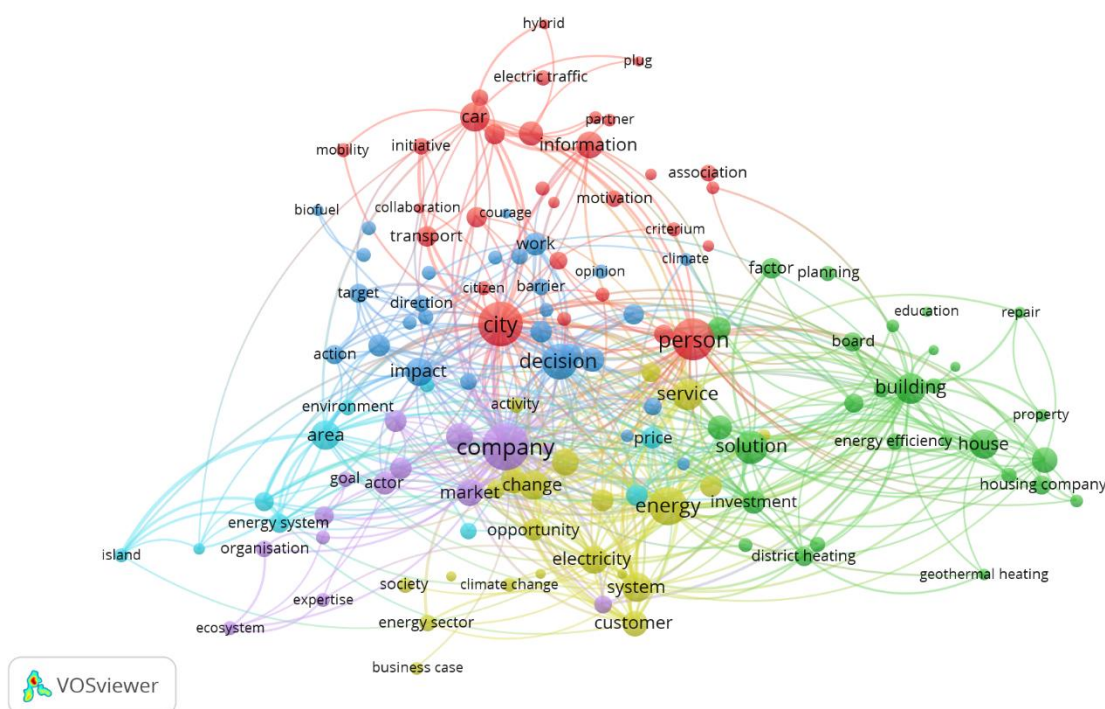 hybrid
plug
electric traffic
car
partner
information
initiative
mobility
association
motivation
biofuel
collaboration
courage
transport
criterium
work
climate
opinion
factor
planning
barrier
citizen
target
direction
education
repair
city
person
board
action
decision
impact
building
service
environment
activity
property
area
price
energy efficiency
house
company
solution
goal
actor
change
housing company
market
energy
investment
energy system
opportunity
organisation
island
electricity
district heating
geothermal heating
society
climate change
system
expertise
energy sector
customer
ecosystem
business case
VOSviewer